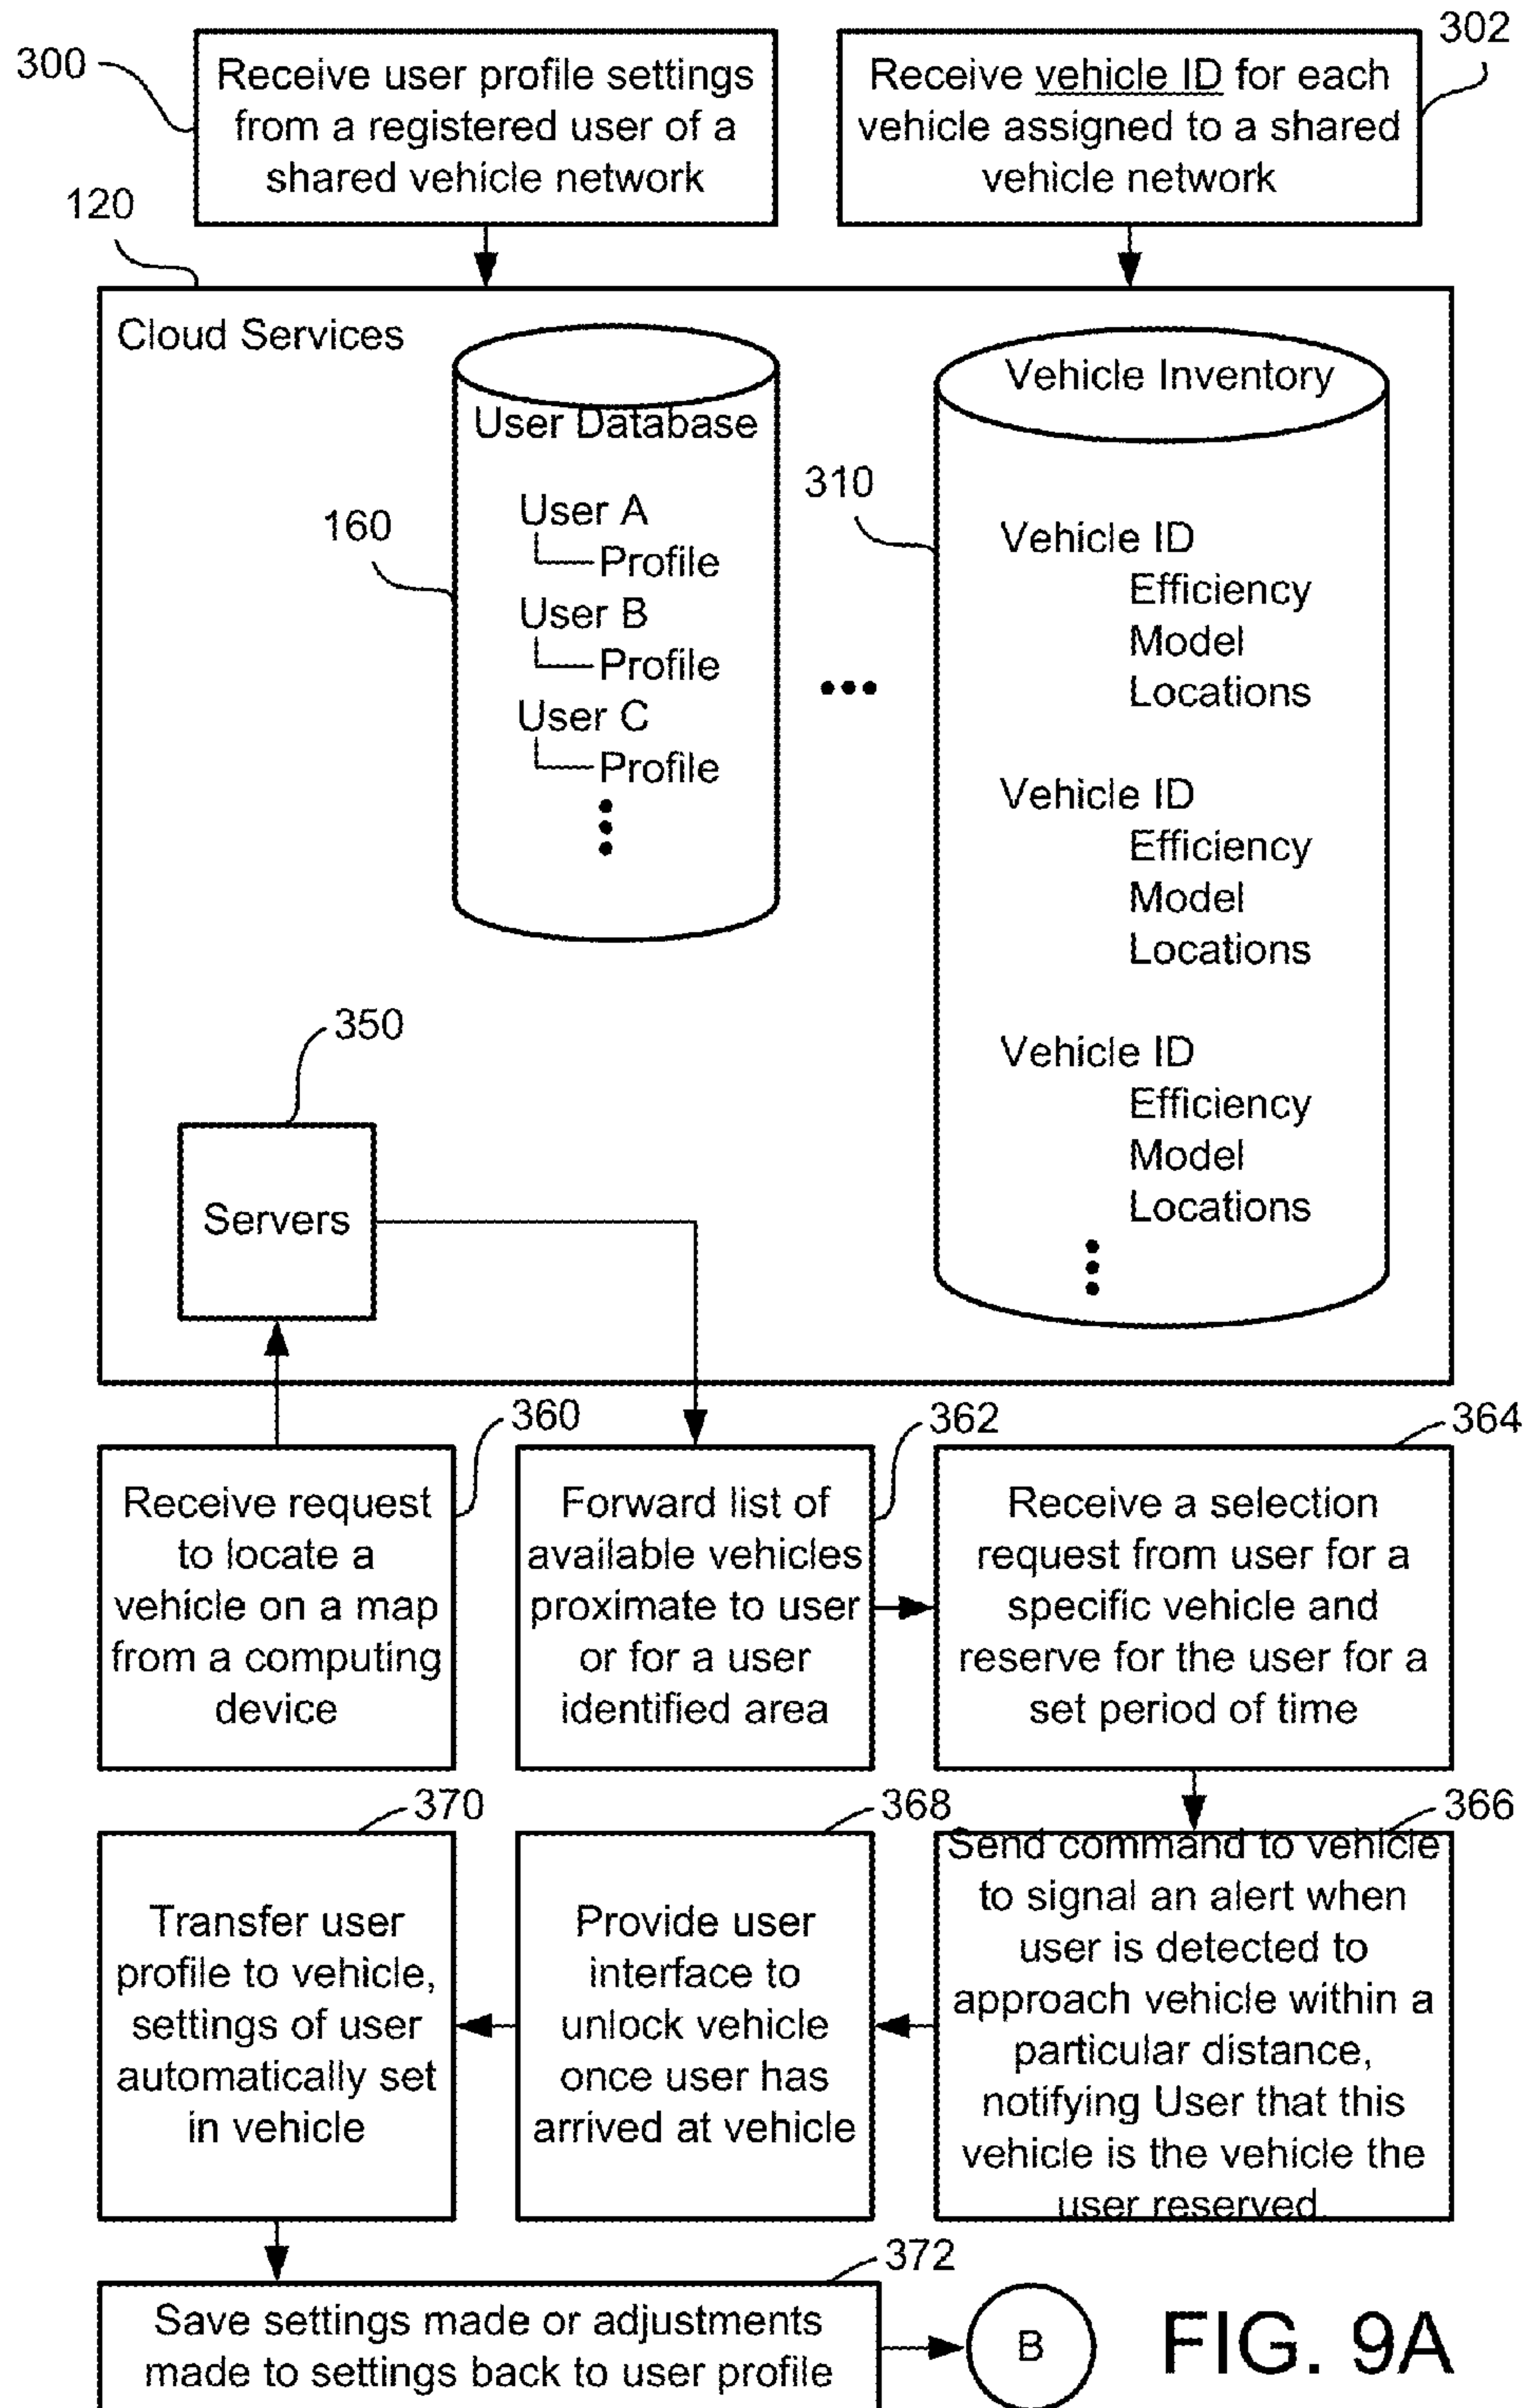 300
Receive user profile settings
from a registered user of a
shared vehicle network
302
Receive vehicle ID for each
vehicle assigned to a shared
vehicle network
120
Cloud Services
User Database
160
User A
Profile
User B
Profile
User C
Profile
310
Vehicle Inventory
Vehicle ID
Efficiency
Model
Locations
Vehicle ID
Efficiency
Model
Locations
Vehicle ID
Efficiency
Model
Locations
350
Servers
360
Receive request
to locate a
vehicle on a map
from a computing
device
362
Forward list of
available vehicles
proximate to user
or for a user
identified area
364
Receive a selection
request from user for a
specific vehicle and
reserve for the user for a
set period of time
366
Send command to vehicle
to signal an alert when
user is detected to
approach vehicle within a
particular distance,
notifying User that this
vehicle is the vehicle the
user reserved.
368
Provide user
interface to
unlock vehicle
once user has
arrived at vehicle
370
Transfer user
profile to vehicle,
settings of user
automatically set
in vehicle
372
Save settings made or adjustments
made to settings back to user profile
B
FIG. 9A